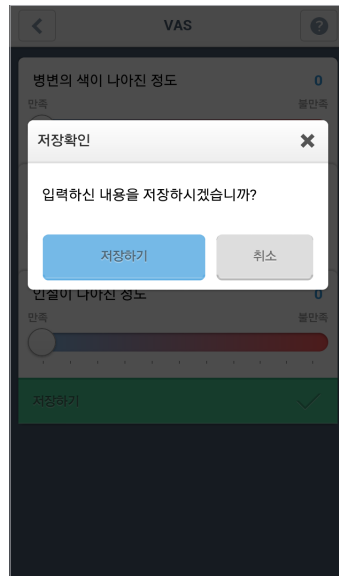 VAS
?
병변의 색이 나아진 정도
0
만족
불만족
저장확인
입력하신 내용을 저장하시겠습니까?
저장하기
취소
인설이 나아진 정도
0
만족
불만족
저장하기